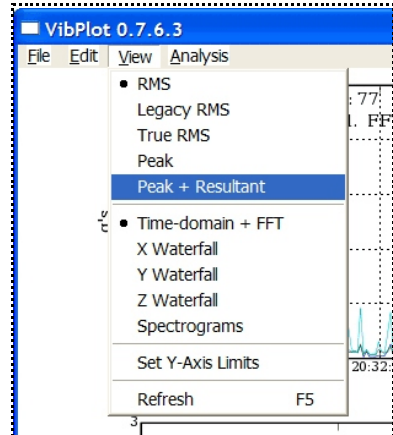 VibPlot 0.7.6.3
File Edit View Analysis
RMS
Legacy RMS
True RMS
Peak
Peak + Resultant
Time-domain + FFT
X Waterfall
Y Waterfall
Z Waterfall
Spectrograms
Set Y-Axis Limits
Refresh F5
: 77
1. FF
20:32:
3